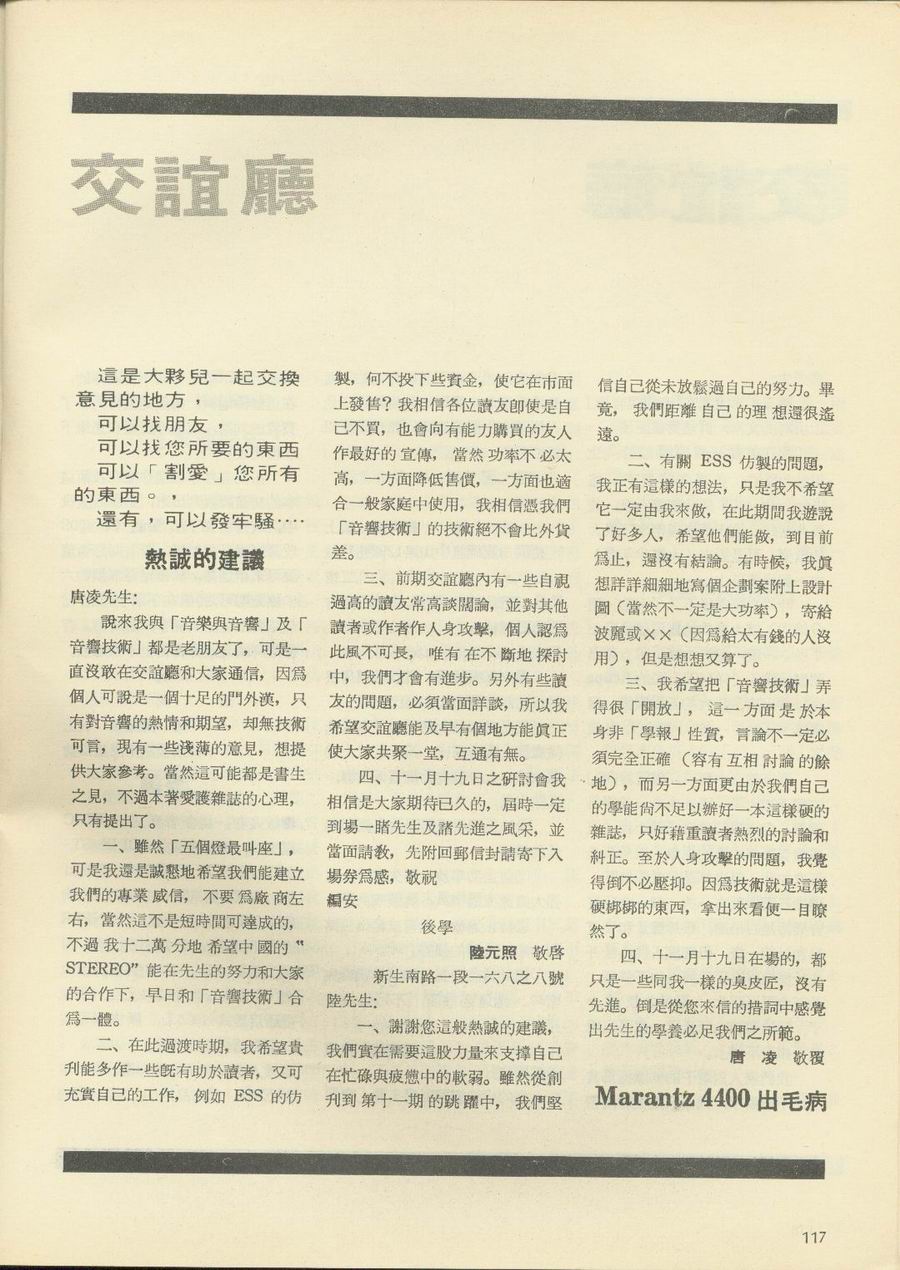 交誼廳
這是大夥兒一起交換
意見的地方，
可以找朋友，
可以找您所要的東西
可以「割愛」您所有
的東西。，
還有，可以發牢騷‥‥
熱誠的建議
唐凌先生:
說來我與「音樂與音響」及「
音響技術」都是老朋友了，可是一
直沒敢在交誼廳和大家通信，因爲
個人可說是一個十足的門外漢，只
有對音響的熱情和期望，却無技術
可言，現有一些淺薄的意見，想提
供大家參考。當然這可能都是書生
之見，不過本著愛護雜誌的心理，
只有提出了。
一、雖然「五個燈最叫座」，
可是我還是誠懇地希望我們能建立
我們的專業威信，不要爲廠商左
右，當然這不是短時間可達成的，
不過我十二萬分地希望中國的〝
STEREO” 能在先生的努力和大家
的合作下，早日和「音響技術」合
爲一體。
二、在此過渡時期，我希望貴
刋能多作一些旣有助於讀者，又可
充實自己的工作，例如 ESS 的仿
製，何不投下些資金，使它在市面
上發售？我相信各位讀友卽使是自
己不買，也會向有能力購買的友人
作最好的宣傳，當然功率不必太
高，一方面降低售價，一方面也適
合一般家庭中使用，我相信憑我們
「音響技術」的技術絕不會比外貨
差。
三、前期交誼廳內有一些自視
過高的讀友常高談闊論，並對其他
讀者或作者作人身攻擊，個人認爲
此風不可長，唯有在不斷地探討
中，我們才會有進步。另外有些讀
友的問題，必須當面詳談，所以我
希望交誼廳能及早有個地方能眞正
使大家共聚一堂，互通有無。
四、十一月十九日之硏討會我
相信是大家期待已久的，屆時一定
到場一睹先生及諸先進之風采，並
當面請敎，先附回郵信封請寄下入
場券爲感，敬祝
編安
後學
陸元照 敬啓
新生南路一段一六八之八號
陸先生:
一、謝謝您這般熱誠的建議，
我們實在需要這股力量來支撐自己
在忙碌與疲憊中的軟弱。雖然從創
刋到第十一期的跳躍中，我們堅
信自己從未放鬆過自己的努力。畢
竟，我們距離自己的理想還很遙
遠。
二、有關 ESS 仿製的問題，
我正有這樣的想法，只是我不希望
它一定由我來做，在此期間我遊說
了好多人，希望他們能做，到目前
爲止，還沒有結論。有時候，我眞
想詳詳細細地寫個企劃案附上設計
圖（當然不一定是大功率），寄給
波麗或××（因爲給太有錢的人沒
用），但是想想又算了。
三、我希望把「音響技術」弄
得很「開放」，這一方面是於本
身非「學報」性質，言論不一定必
須完全正確（容有互相討論的餘
地），而另一方面更由於我們自己
的學能尙不足以辦好一本這樣硬的
雜誌，只好藉重讀者熱烈的討論和
糾正。至於人身攻擊的問題，我覺
得倒不必壓抑。因爲技術就是這樣
硬梆梆的東西，拿出來看便一目瞭
然了。
四、十一月十九日在場的，都
只是一些同我一樣的臭皮匠，沒有
先進。倒是從您來信的措詞中感覺
出先生的學養必足我們之所範。
唐 凌 敬覆
Marantz 4400 出毛病
117